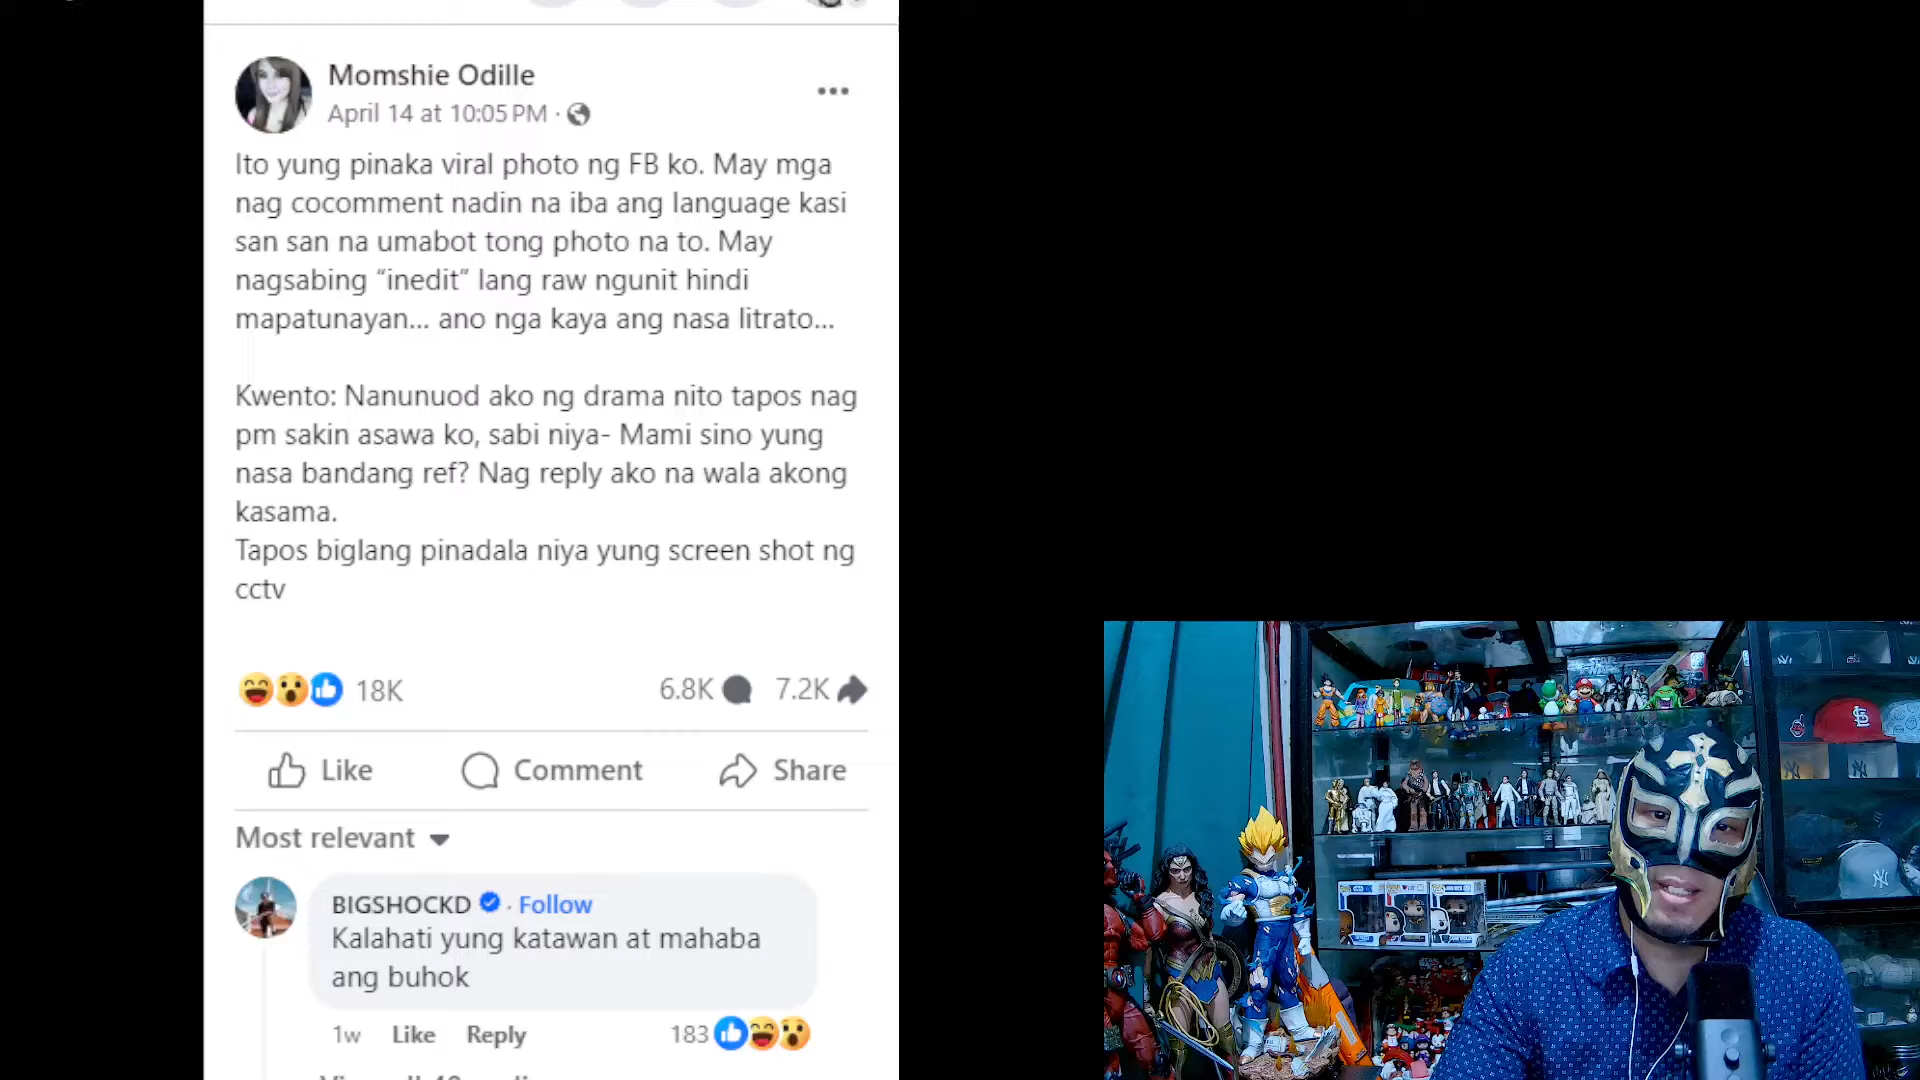 Momshie Odille
April 14 at 10:05 PM ·
Ito yung pinaka viral photo ng FB ko. May mga
nag cocomment nadin na iba ang language kasi
san san na umabot tong photo na to. May
nagsabing “inedit” lang raw ngunit hindi
mapatunayan... ano nga kaya ang nasa litrato...
Kwento: Nanunuod ako ng drama nito tapos nag
pm sakin asawa ko, sabi niya- Mami sino yung
nasa bandang ref? Nag reply ako na wala akong
kasama.
Tapos biglang pinadala niya yung screen shot ng
cctv
18K 6.8K 7.2K
Like Comment Share
Most relevant
BIGSHOCKD · Follow
Kalahati yung katawan at mahaba
ang buhok
1w Like Reply 183